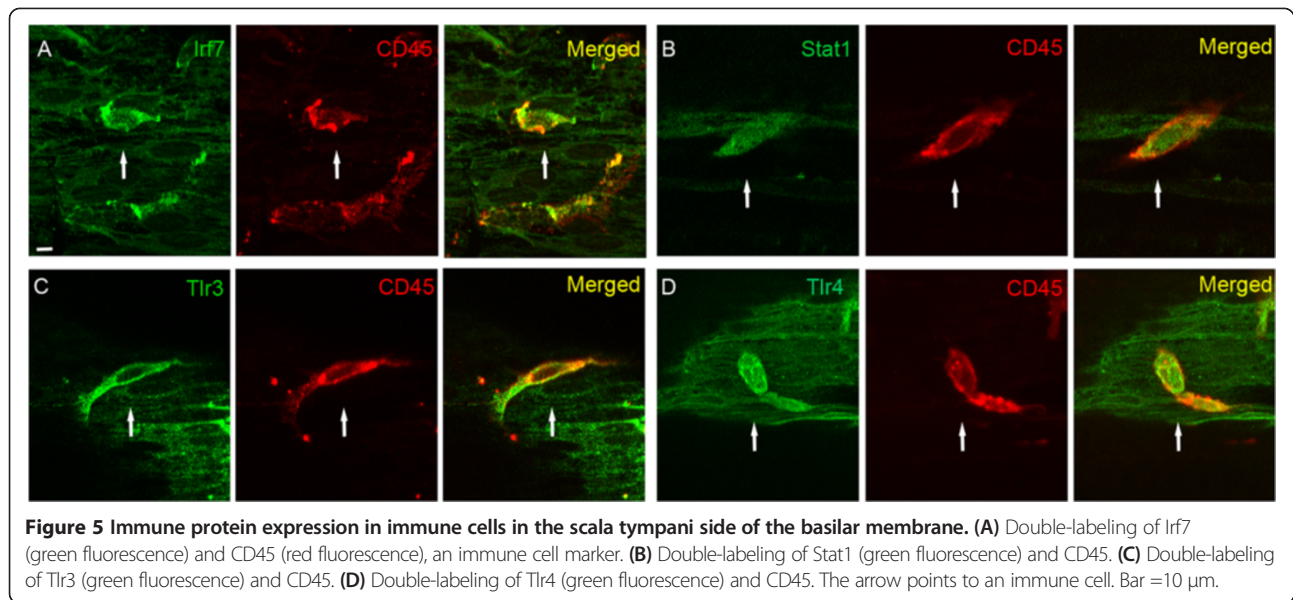 A Irf7 CD45 Merged B Stat1 CD45 Merged
C Tlr3 CD45 Merged D Tlr4 CD45 Merged
Figure 5 Immune protein expression in immune cells in the scala tympani side of the basilar membrane. (A) Double-labeling of Irf7
(green fluorescence) and CD45 (red fluorescence), an immune cell marker. (B) Double-labeling of Stat1 (green fluorescence) and CD45. (C) Double-labeling
of Tlr3 (green fluorescence) and CD45. (D) Double-labeling of Tlr4 (green fluorescence) and CD45. The arrow points to an immune cell. Bar =10 μm.